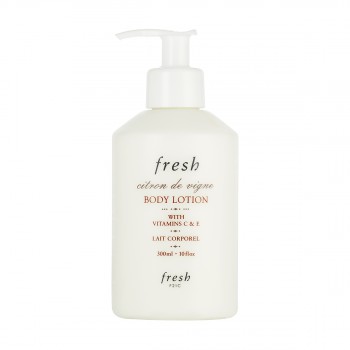 fresh
citron de vigne
BODY LOTION
WITH
VITAMINS C & E
LAIT CORPOREL
300ml - 10floz
fresh